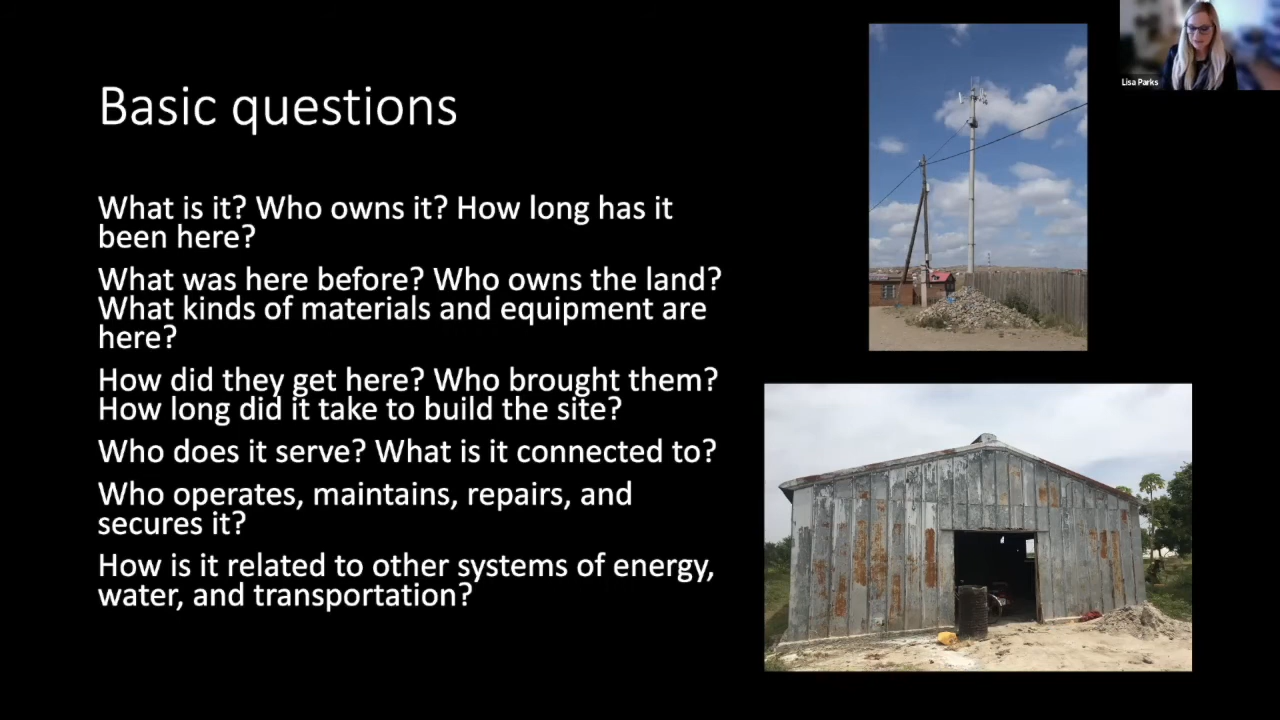 Basic questions
What is it? Who owns it? How long has it
been here?
What was here before? Who owns the land?
What kinds of materials and equipment are
here?
How did they get here? Who brought them?
How long did it take to build the site?
Who does it serve? What is it connected to?
Who operates, maintains, repairs, and
secures it?
How is it related to other systems of energy,
water, and transportation?
Lisa Parks